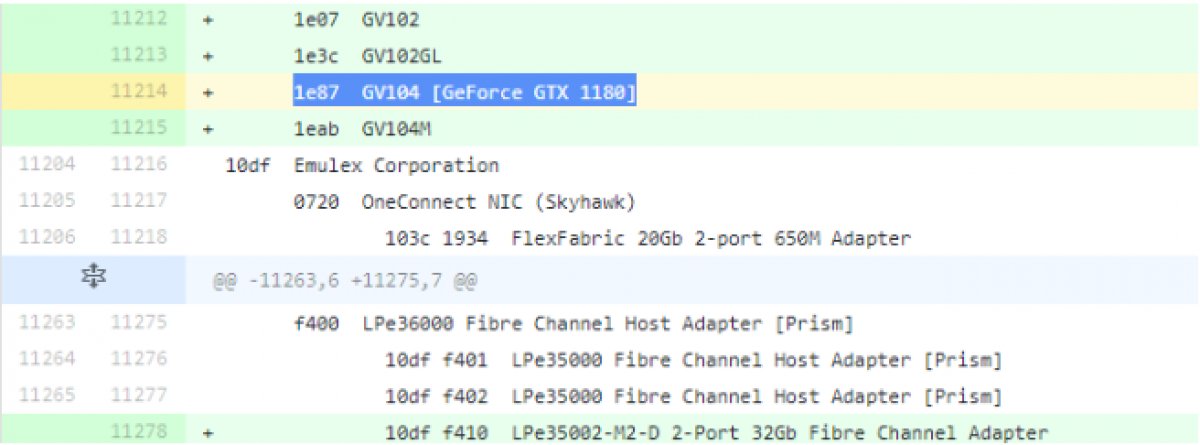 11212 + 1e07 GV102
11213 + 1e3c GV102GL
11214 + 1e87 GV104 [GeForce GTX 1180]
11215 + 1eab GV104M
11204 11216 10df Emulex Corporation
11205 11217 0720 OneConnect NIC (Skyhawk)
11206 11218 103c 1934 FlexFabric 20Gb 2-port 650M Adapter
@@ -11263,6 +11275,7 @@
11263 11275 f400 LPe36000 Fibre Channel Host Adapter [Prism]
11264 11276 10df f401 LPe35000 Fibre Channel Host Adapter [Prism]
11265 11277 10df f402 LPe35000 Fibre Channel Host Adapter [Prism]
11278 + 10df f410 LPe35002-M2-D 2-Port 32Gb Fibre Channel Adapter